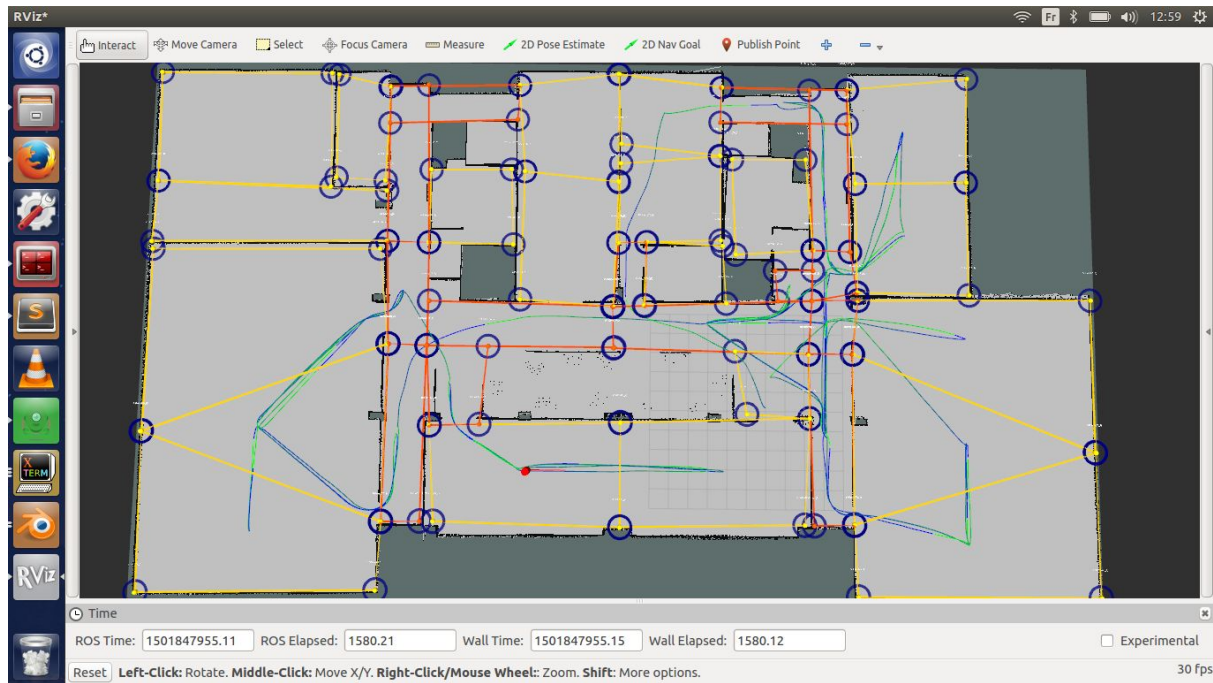 RViz*
Fr
12:59
Interact Move Camera Select Focus Camera Measure 2D Pose Estimate 2D Nav Goal Publish Point
S
X TERM
RViz
Time
ROS Time: 1501847955.11 ROS Elapsed: 1580.21 Wall Time: 1501847955.15 Wall Elapsed: 1580.12 Experimental
Reset Left-Click: Rotate. Middle-Click: Move X/Y. Right-Click/Mouse Wheel:: Zoom. Shift: More options. 30 fps